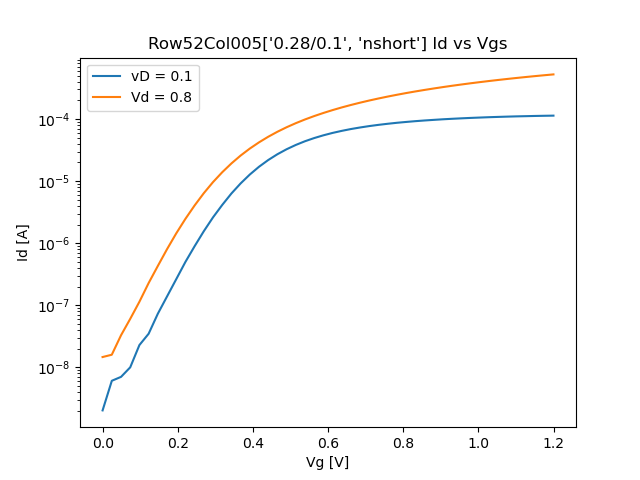 Row52Col005['0.28/0.1', 'nshort'] Id vs Vgs
vD = 0.1
Vd = 0.8
Id [A]
10⁻⁴
10⁻⁵
10⁻⁶
10⁻⁷
10⁻⁸
0.0 0.2 0.4 0.6 0.8 1.0 1.2
Vg [V]